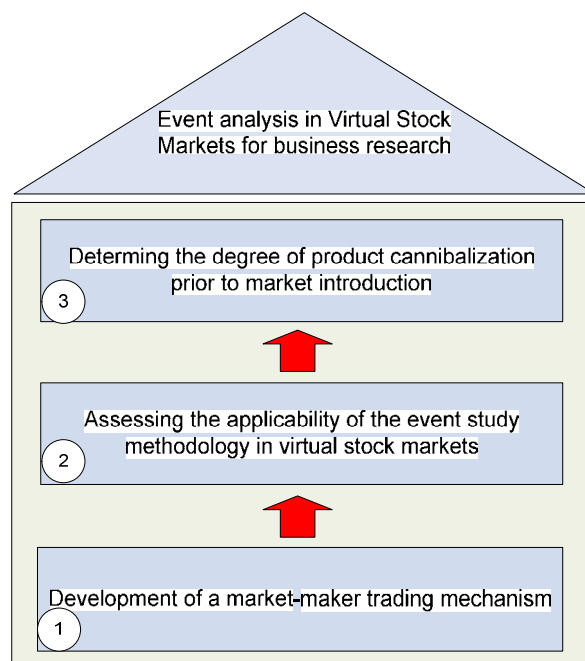 Event analysis in Virtual Stock
Markets for business research
Determing the degree of product cannibalization
prior to market introduction
3
Assessing the applicability of the event study
methodology in virtual stock markets
2
Development of a market-maker trading mechanism
1